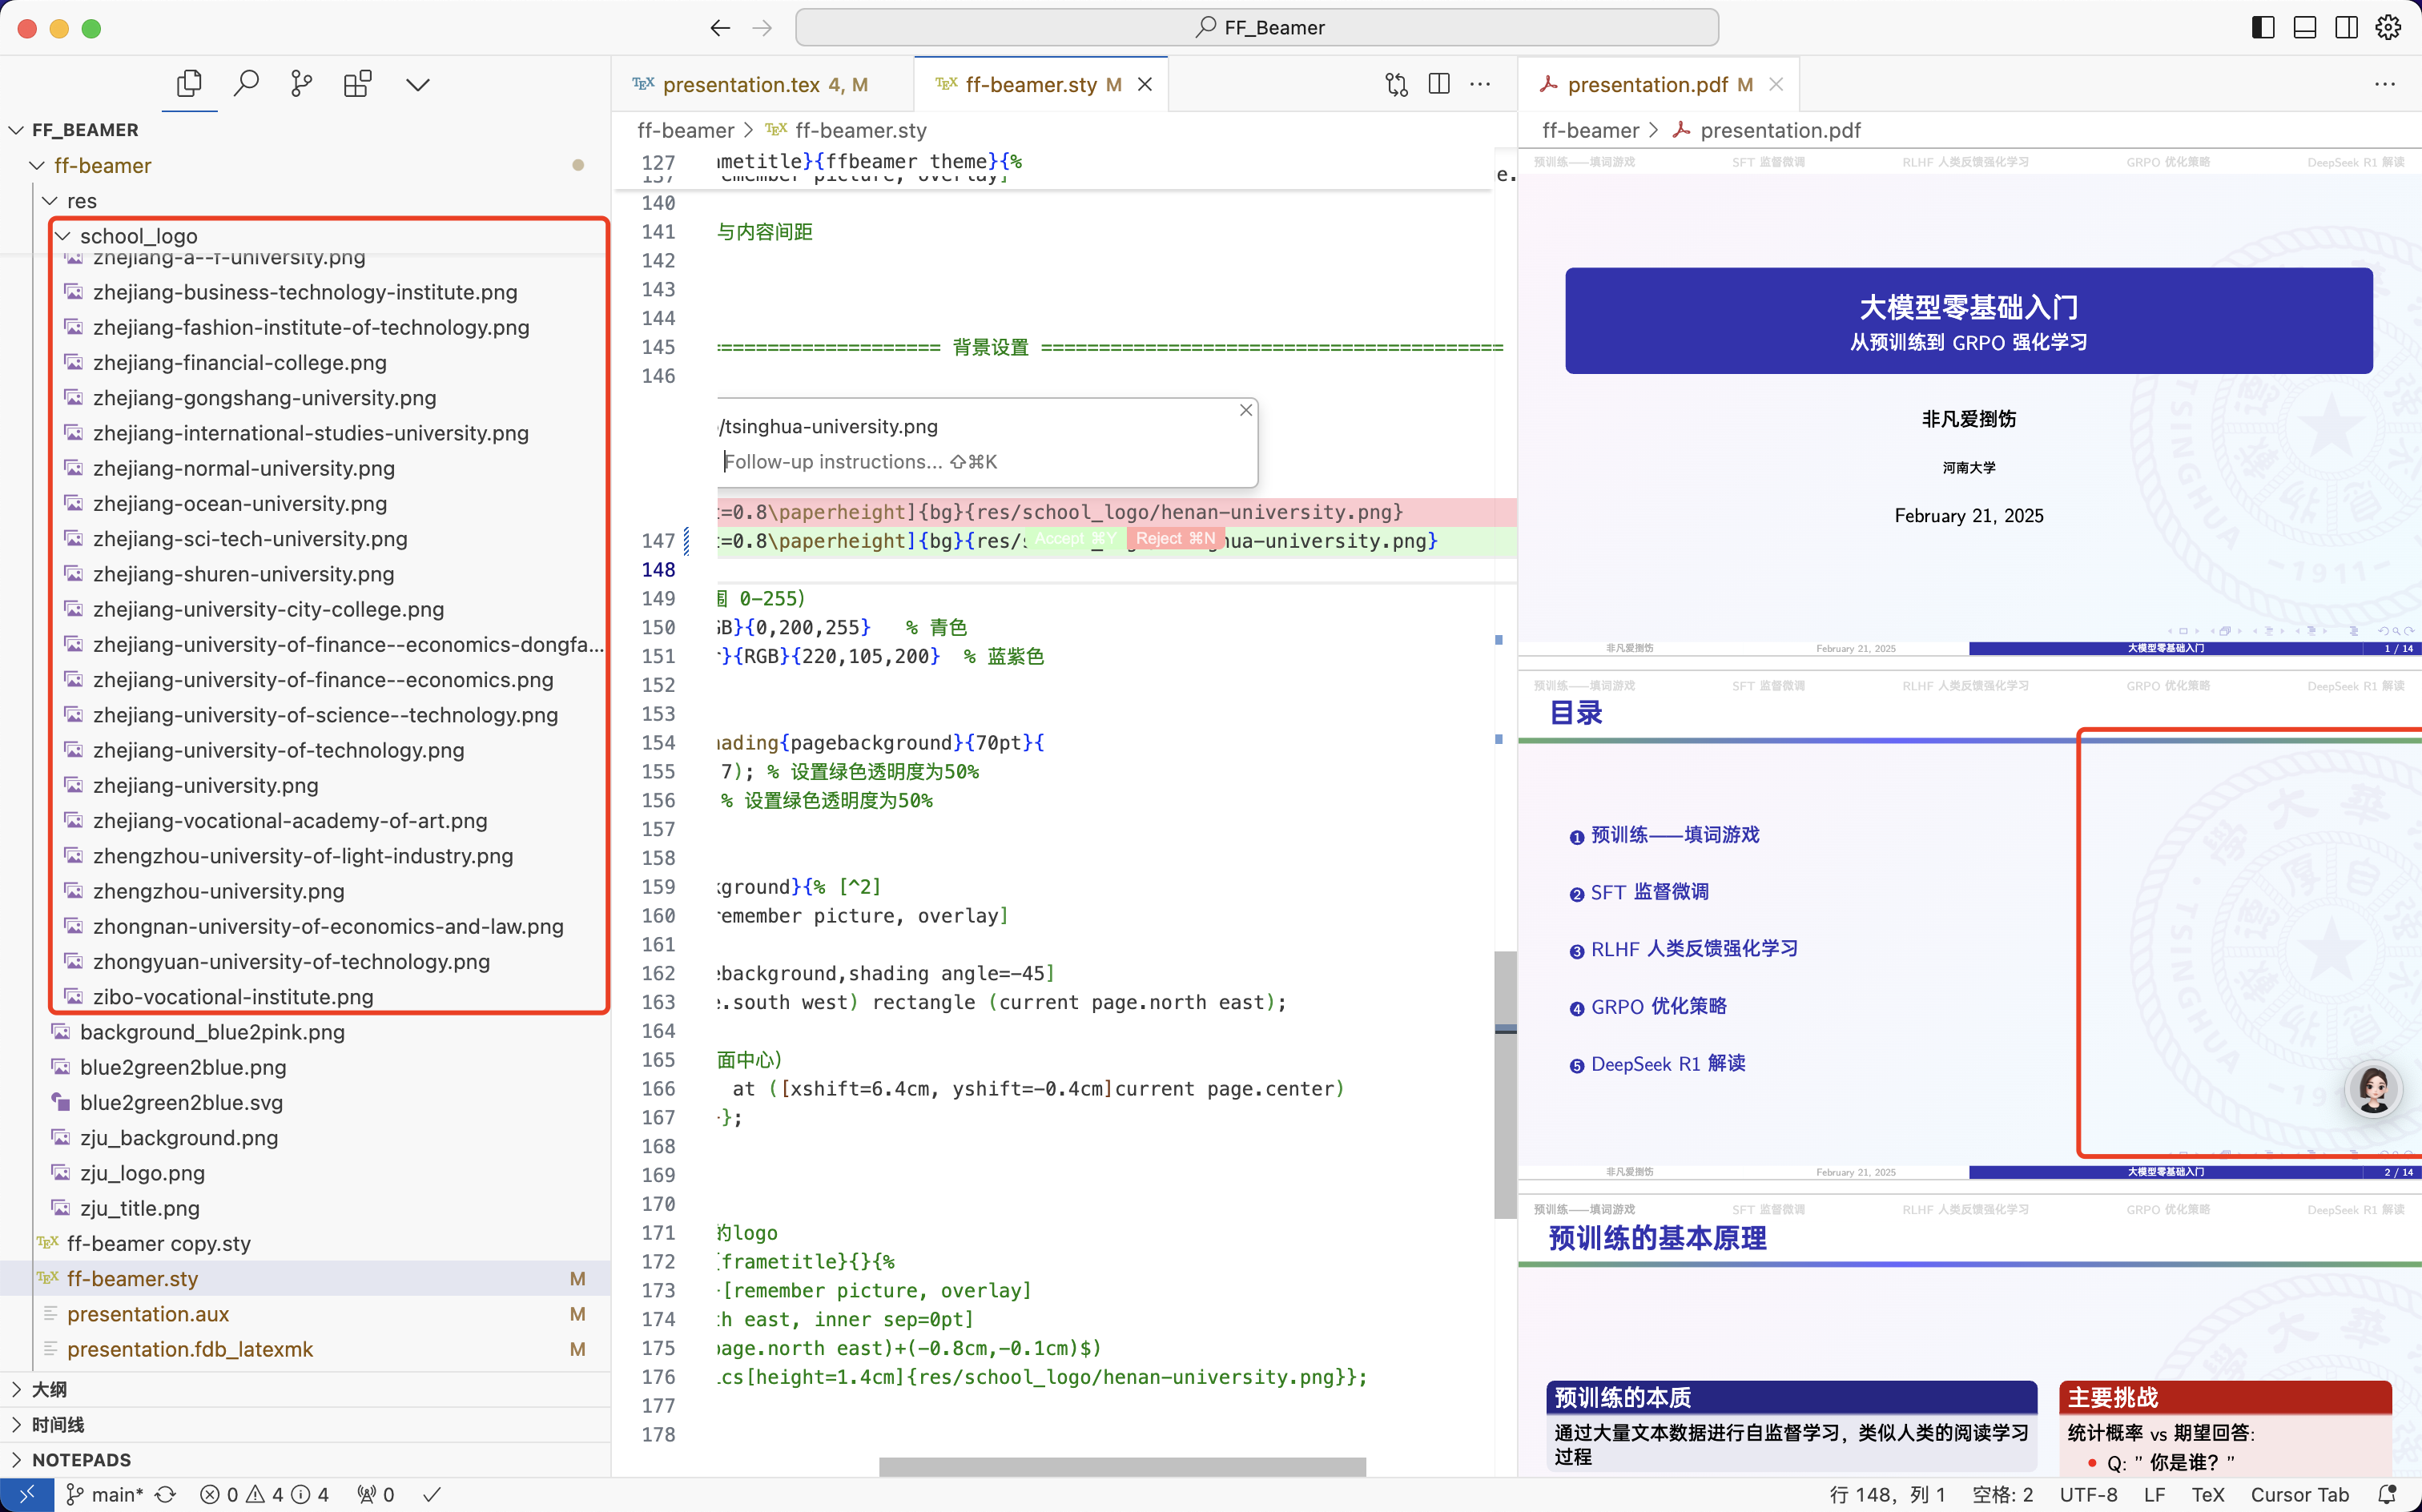 FF_Beamer
FF_BEAMER
ff-beamer
res
school_logo
zhejiang-a--f-university.png
zhejiang-business-technology-institute.png
zhejiang-fashion-institute-of-technology.png
zhejiang-financial-college.png
zhejiang-gongshang-university.png
zhejiang-international-studies-university.png
zhejiang-normal-university.png
zhejiang-ocean-university.png
zhejiang-sci-tech-university.png
zhejiang-shuren-university.png
zhejiang-university-city-college.png
zhejiang-university-of-finance--economics-dongfa...
zhejiang-university-of-finance--economics.png
zhejiang-university-of-science--technology.png
zhejiang-university-of-technology.png
zhejiang-university.png
zhejiang-vocational-academy-of-art.png
zhengzhou-university-of-light-industry.png
zhengzhou-university.png
zhongnan-university-of-economics-and-law.png
zhongyuan-university-of-technology.png
zibo-vocational-institute.png
background_blue2pink.png
blue2green2blue.png
blue2green2blue.svg
zju_background.png
zju_logo.png
zju_title.png
TEX ff-beamer copy.sty
TEX ff-beamer.sty M
presentation.aux M
presentation.fdb_latexmk M
大纲
时间线
NOTEPADS
TEX presentation.tex 4, M
TEX ff-beamer.sty M
ff-beamer > TEX ff-beamer.sty
127 ametitle}{ffbeamer theme}{%
137 emember picture, overlay]
e.
140
141 与内容间距
142
143
144
145 =================== 背景设置 =======================================
146
/tsinghua-university.png
Follow-up instructions... ⇧⌘K
t=0.8\paperheight]{bg}{res/school_logo/henan-university.png}
147 t=0.8\paperheight]{bg}{res/s
Accept ⌘Y
Reject ⌘N
hua-university.png}
148
149 围 0-255)
150 GB}{0,200,255} % 青色
151 }{RGB}{220,105,200} % 蓝紫色
152
153
154 ading{pagebackground}{70pt}{
155 7); % 设置绿色透明度为50%
156 % 设置绿色透明度为50%
157
158
159 kground}{% [^2]
160 remember picture, overlay]
161
162 ebackground,shading angle=-45]
163 e.south west) rectangle (current page.north east);
164
165 面中心)
166 at ([xshift=6.4cm, yshift=-0.4cm]current page.center)
167 };
168
169
170
171 的logo
172 frametitle}{}{%
173 [remember picture, overlay]
174 th east, inner sep=0pt]
175 page.north east)+(-0.8cm,-0.1cm)$)
176 ics[height=1.4cm]{res/school_logo/henan-university.png}};
177
178
presentation.pdf M
ff-beamer > presentation.pdf
预训练——填词游戏 SFT 监督微调 RLHF 人类反馈强化学习 GRPO 优化策略 DeepSeek R1 解读
大模型零基础入门
从预训练到 GRPO 强化学习
非凡爱捯饬
河南大学
February 21, 2025
TSINGHUA
-1911-
非凡爱捯饬 February 21, 2025 大模型零基础入门 1 / 14
预训练——填词游戏 SFT 监督微调 RLHF 人类反馈强化学习 GRPO 优化策略 DeepSeek R1 解读
目录
1 预训练——填词游戏
2 SFT 监督微调
3 RLHF 人类反馈强化学习
4 GRPO 优化策略
5 DeepSeek R1 解读
學 大 華
TSINGHUA
非凡爱捯饬 February 21, 2025 大模型零基础入门 2 / 14
预训练——填词游戏 SFT 监督微调 RLHF 人类反馈强化学习 GRPO 优化策略 DeepSeek R1 解读
预训练的基本原理
學 大 華
预训练的本质
通过大量文本数据进行自监督学习，类似人类的阅读学习
过程
主要挑战
统计概率 vs 期望回答:
Q: " 你是谁？"
main* 0 4 4 0
行 148，列 1 空格: 2 UTF-8 LF TeX Cursor Tab